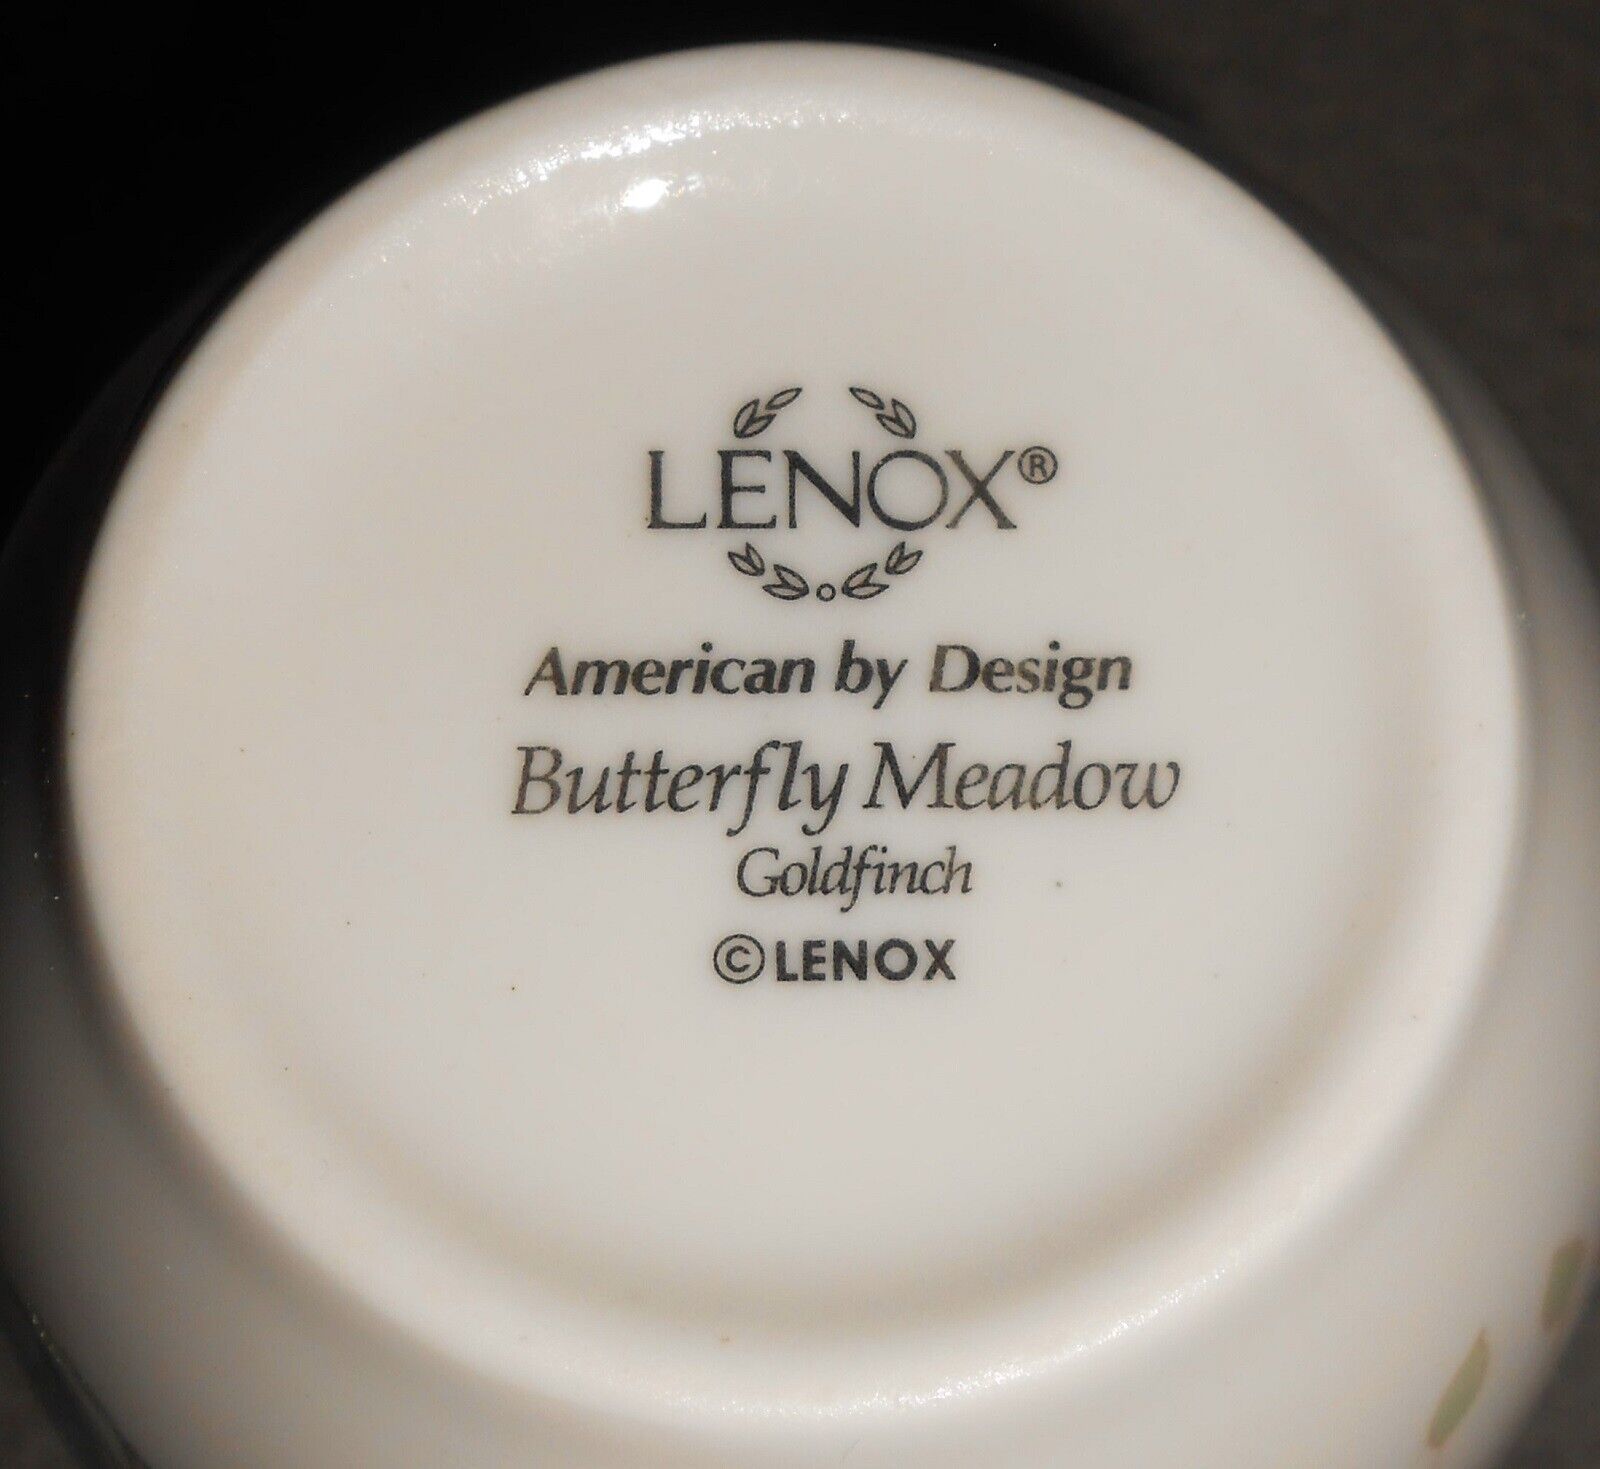 LENOX®
American by Design
Butterfly Meadow
Goldfinch
©LENOX